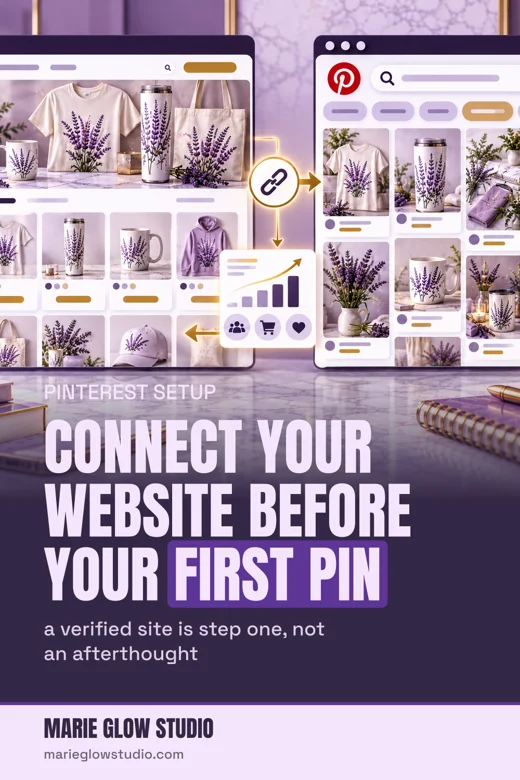 PINTEREST SETUP
CONNECT YOUR
WEBSITE BEFORE
YOUR FIRST PIN
a verified site is step one, not
an afterthought
MARIE GLOW STUDIO
marieglowstudio.com